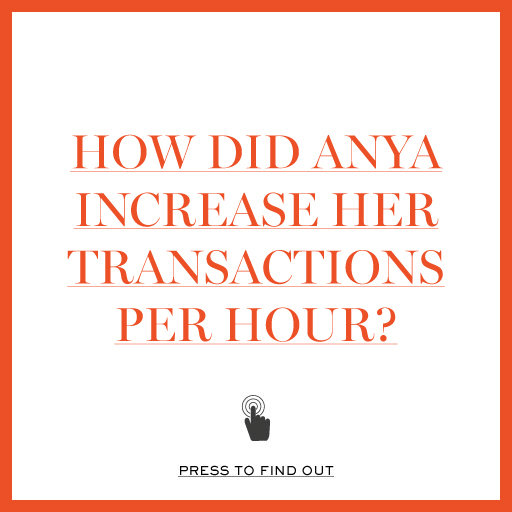 HOW DID ANYA
INCREASE HER
TRANSACTIONS
PER HOUR?
PRESS TO FIND OUT